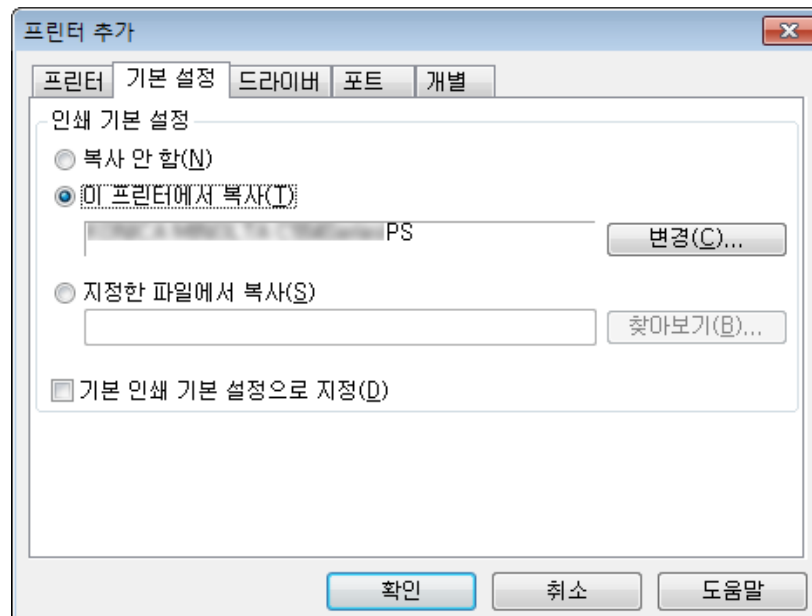 프린터 추가
프린터 기본 설정 드라이버 포트 개별
인쇄 기본 설정
복사 안 함(N)
이 프린터에서 복사(T)
PS
변경(C)...
지정한 파일에서 복사(S)
찾아보기(B)...
기본 인쇄 기본 설정으로 지정(D)
확인 취소 도움말